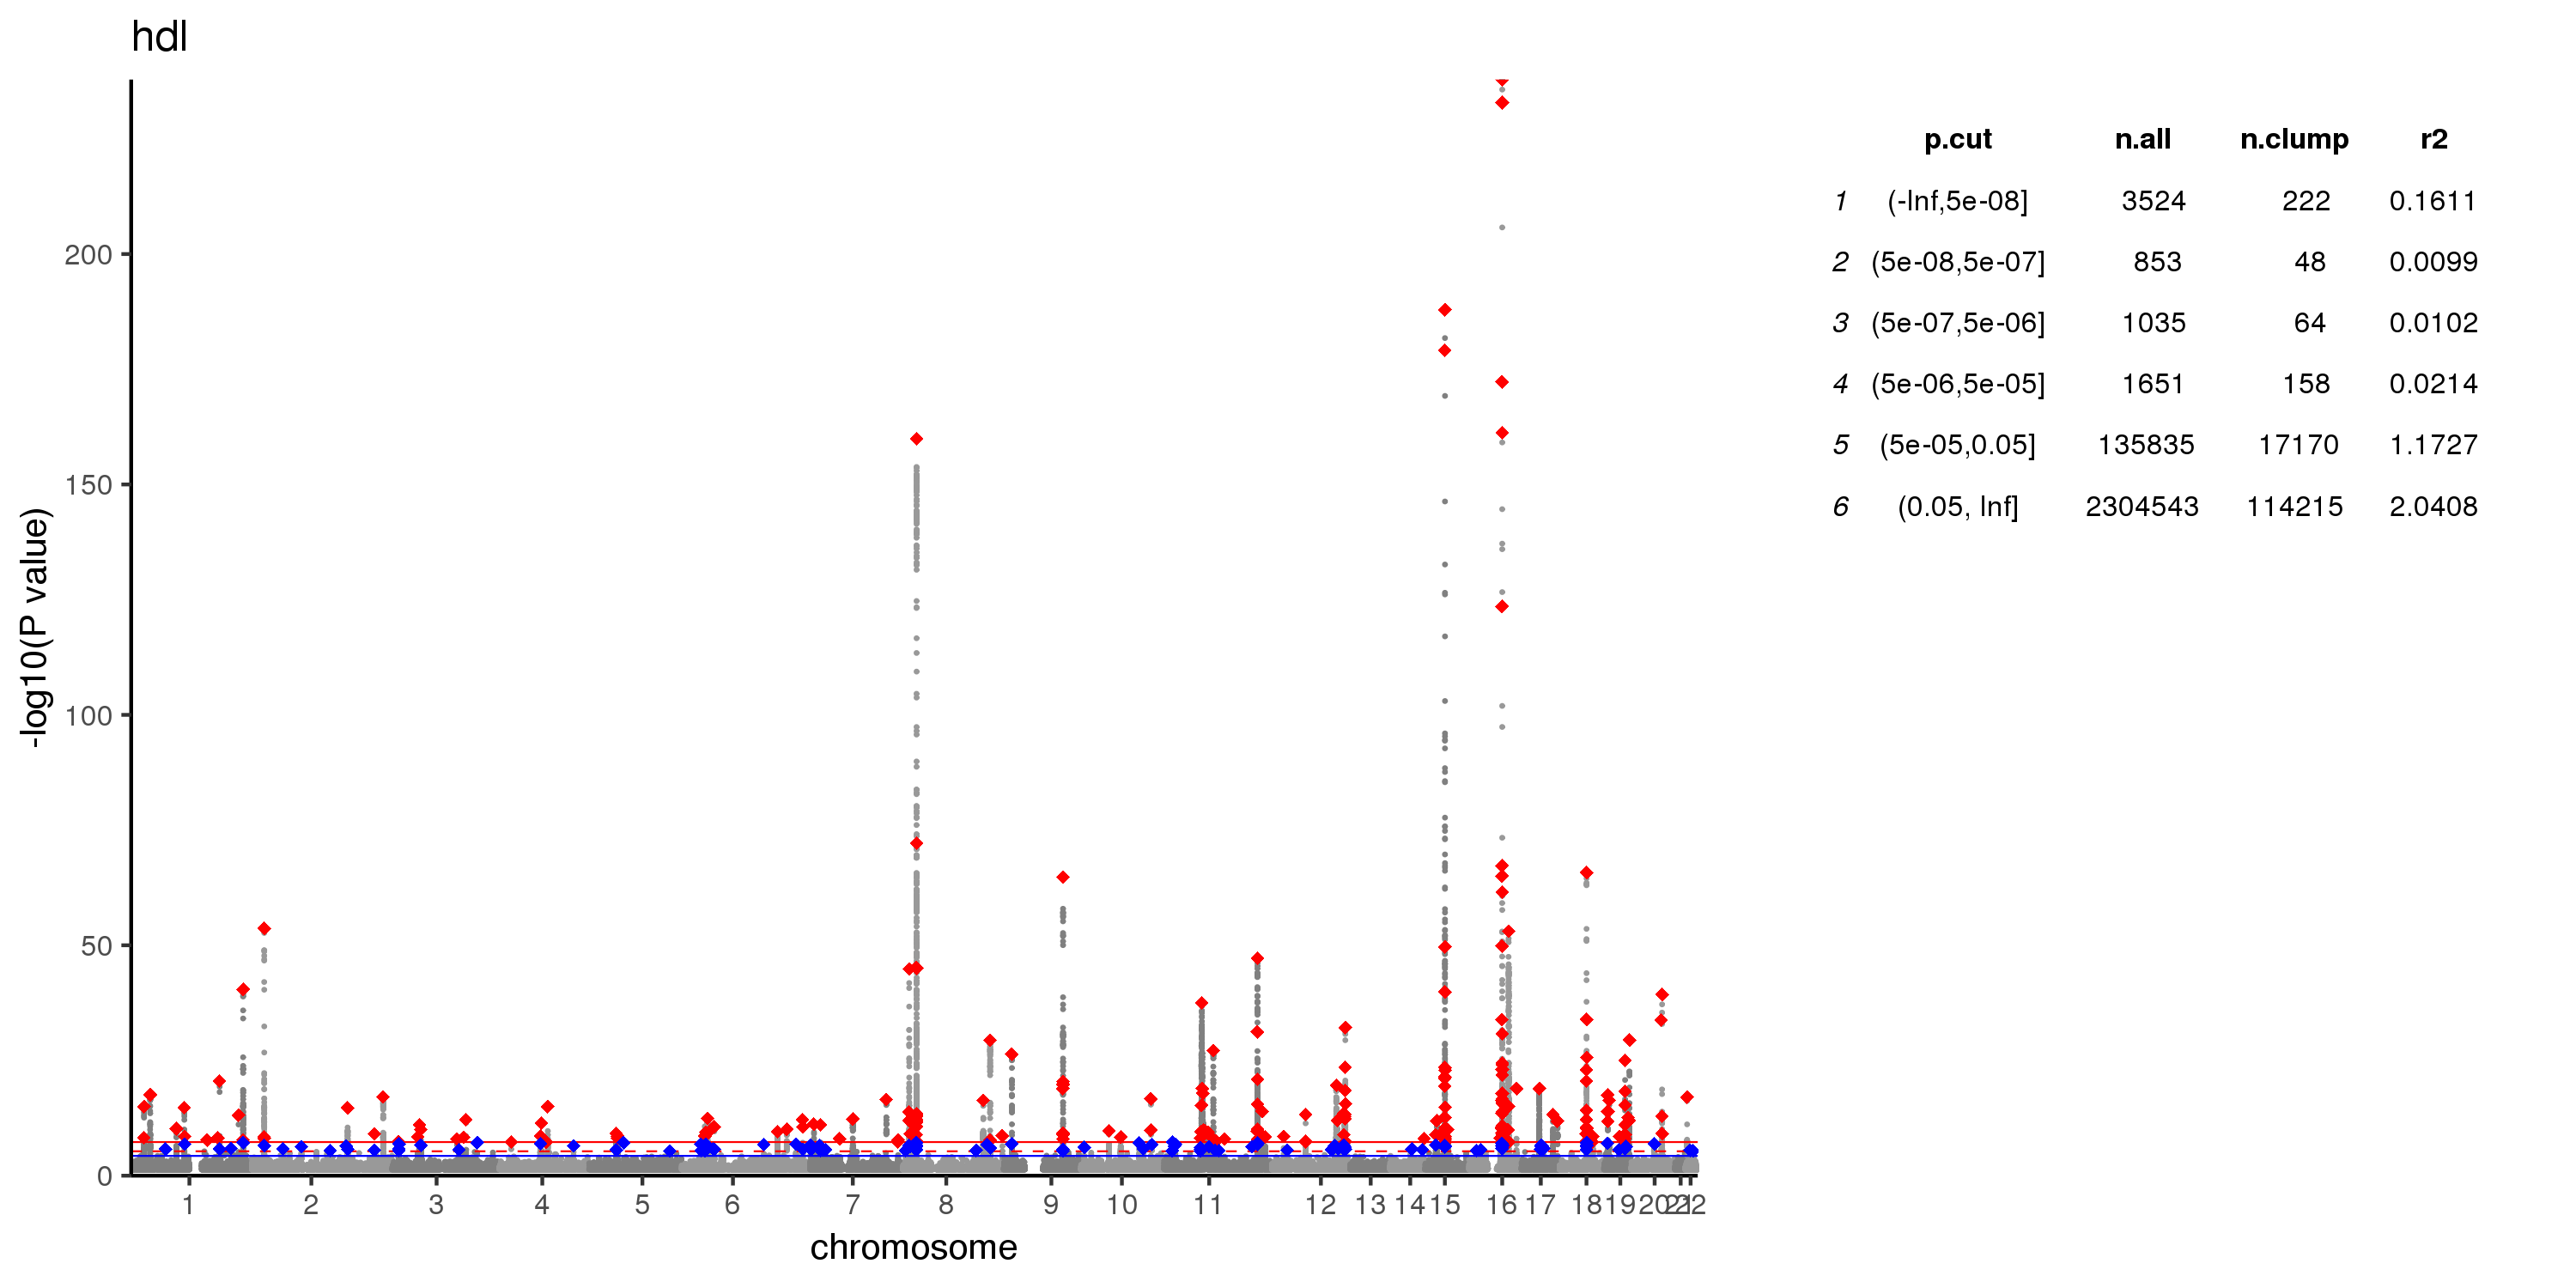 hdl
-log10(P value)
200
150
100
50
0
1 2 3 4 5 6 7 8 9 10 11 12 13 14 15 16 17 18 19 20 21 22
chromosome
p.cut n.all n.clump r2
1 (-Inf,5e-08] 3524 222 0.1611
2 (5e-08,5e-07] 853 48 0.0099
3 (5e-07,5e-06] 1035 64 0.0102
4 (5e-06,5e-05] 1651 158 0.0214
5 (5e-05,0.05] 135835 17170 1.1727
6 (0.05, Inf] 2304543 114215 2.0408